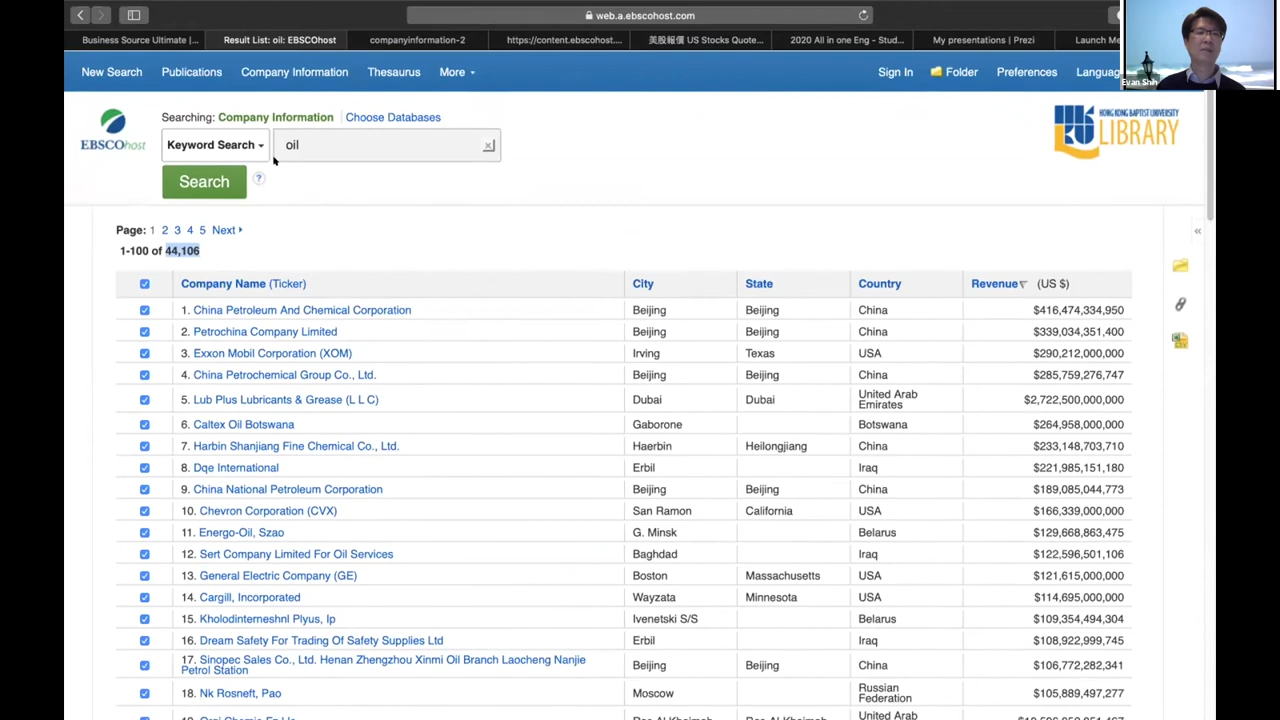 web.a.ebscohost.com
Business Source Ultimate |... Result List: oil: EBSCOhost companyinformation-2 https://content.ebscohost.... 美股報價 US Stocks Quote... 2020 All in one Eng - Stud... My presentations | Prezi Launch Me
New Search Publications Company Information Thesaurus More Sign In Folder Preferences Languag
Evan Shih
Searching: Company Information Choose Databases
EBSCOhost
Keyword Search oil
Search ?
HONG KONG BAPTIST UNIVERSITY
LIBRARY
Page: 1 2 3 4 5 Next
1-100 of 44,106
Company Name (Ticker) City State Country Revenue (US $)
1. China Petroleum And Chemical Corporation Beijing Beijing China $416,474,334,950
2. Petrochina Company Limited Beijing Beijing China $339,034,351,400
3. Exxon Mobil Corporation (XOM) Irving Texas USA $290,212,000,000
4. China Petrochemical Group Co., Ltd. Beijing Beijing China $285,759,276,747
5. Lub Plus Lubricants & Grease (L L C) Dubai Dubai United Arab Emirates $2,722,500,000,000
6. Caltex Oil Botswana Gaborone Botswana $264,958,000,000
7. Harbin Shanjiang Fine Chemical Co., Ltd. Haerbin Heilongjiang China $233,148,703,710
8. Dqe International Erbil Iraq $221,985,151,180
9. China National Petroleum Corporation Beijing Beijing China $189,085,044,773
10. Chevron Corporation (CVX) San Ramon California USA $166,339,000,000
11. Energo-Oil, Szao G. Minsk Belarus $129,668,863,475
12. Sert Company Limited For Oil Services Baghdad Iraq $122,596,501,106
13. General Electric Company (GE) Boston Massachusetts USA $121,615,000,000
14. Cargill, Incorporated Wayzata Minnesota USA $114,695,000,000
15. Kholodinterneshnl Plyus, Ip Ivenetski S/S Belarus $109,354,494,304
16. Dream Safety For Trading Of Safety Supplies Ltd Erbil Iraq $108,922,999,745
17. Sinopec Sales Co., Ltd. Henan Zhengzhou Xinmi Oil Branch Laocheng Nanjie
Petrol Station Beijing Beijing China $106,772,282,341
18. Nk Rosneft, Pao Moscow Russian Federation $105,889,497,277
United Arab